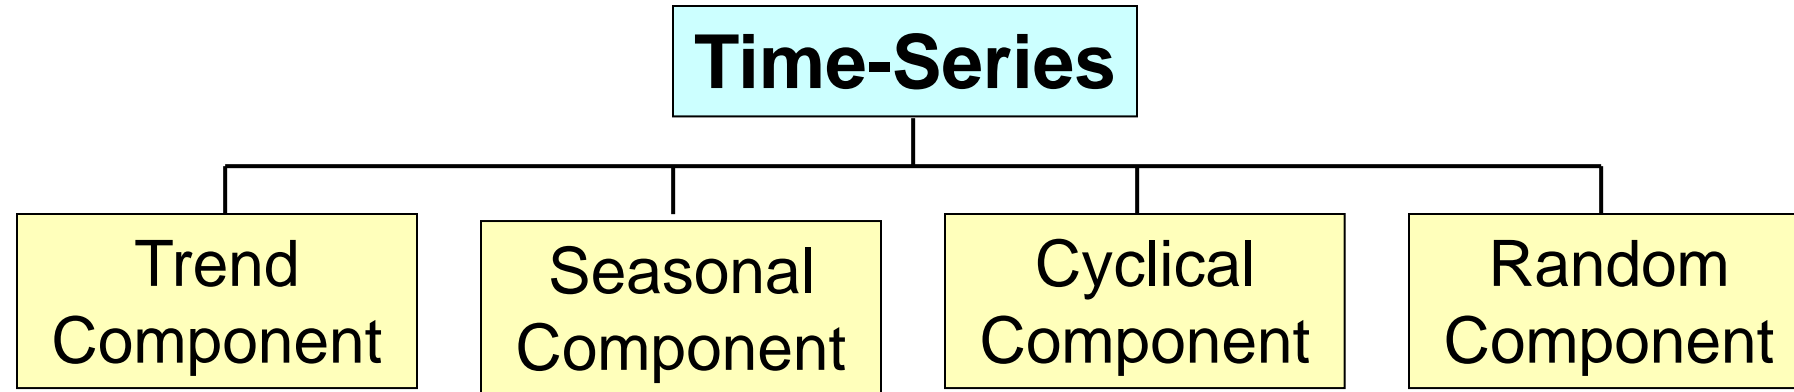 Time-Series
Trend
Component
Seasonal
Component
Cyclical
Component
Random
Component